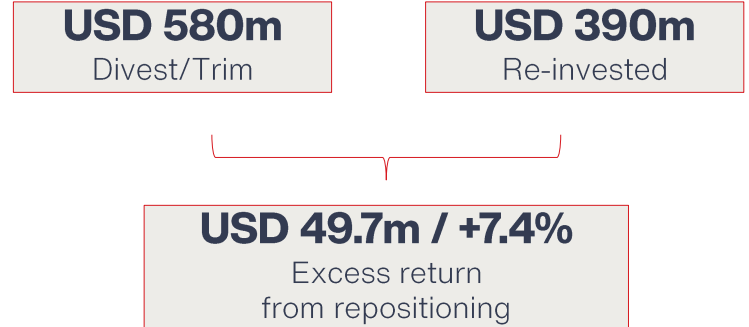 USD 580m
Divest/Trim
USD 390m
Re-invested
USD 49.7m / +7.4%
Excess return
from repositioning